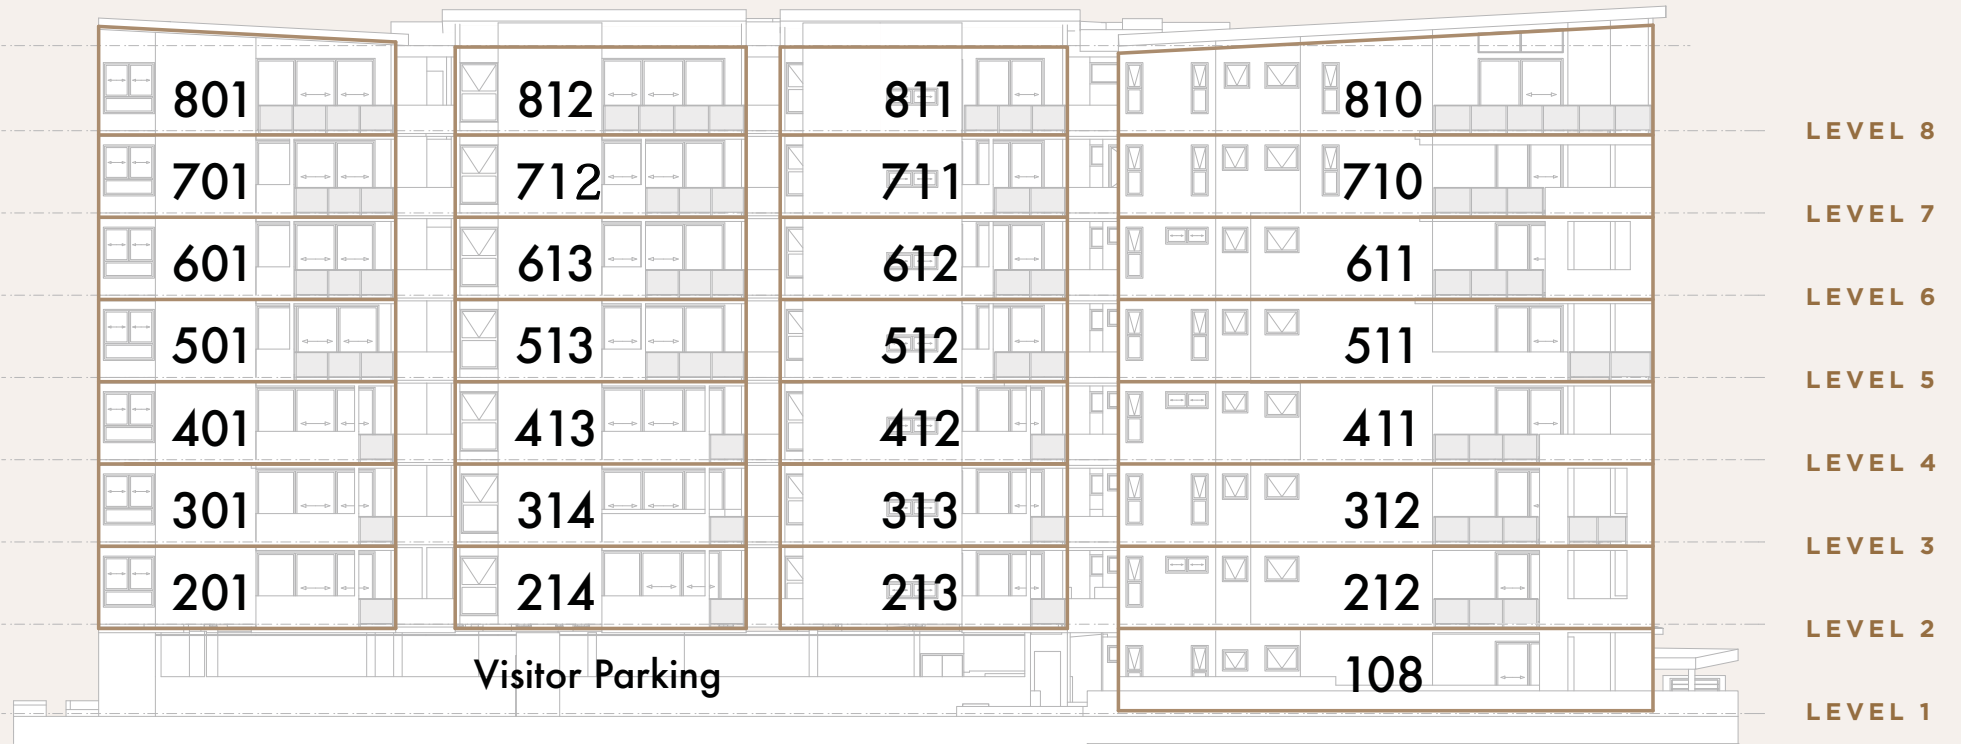 801 812 811 810
LEVEL 8
701 712 711 710
LEVEL 7
601 613 612 611
LEVEL 6
501 513 512 511
LEVEL 5
401 413 412 411
LEVEL 4
301 314 313 312
LEVEL 3
201 214 213 212
LEVEL 2
Visitor Parking 108
LEVEL 1